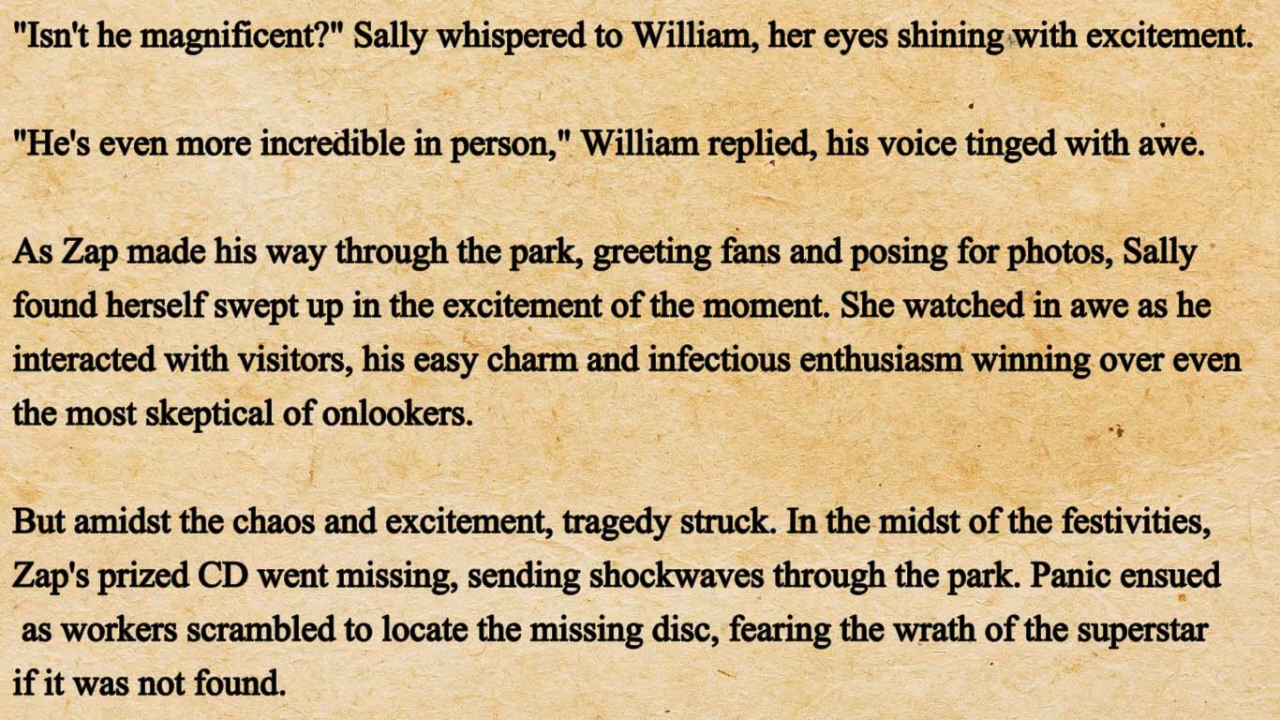 "Isn't he magnificent?" Sally whispered to William, her eyes shining with excitement.
"He's even more incredible in person," William replied, his voice tinged with awe.
As Zap made his way through the park, greeting fans and posing for photos, Sally
found herself swept up in the excitement of the moment. She watched in awe as he
interacted with visitors, his easy charm and infectious enthusiasm winning over even
the most skeptical of onlookers.
But amidst the chaos and excitement, tragedy struck. In the midst of the festivities,
Zap's prized CD went missing, sending shockwaves through the park. Panic ensued
as workers scrambled to locate the missing disc, fearing the wrath of the superstar
if it was not found.